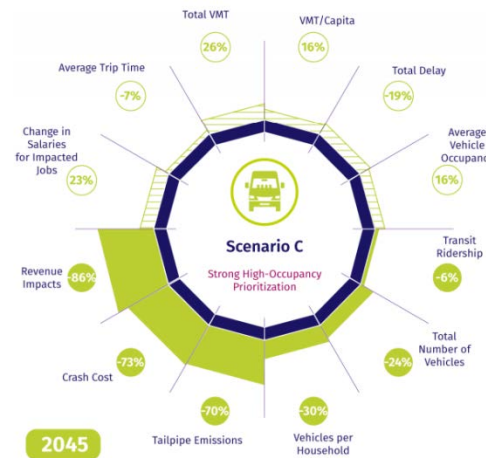 Total VMT
26%
VMT/Capita
16%
Total Delay
-19%
Average
Vehicle
Occupanc
16%
Transit
Ridership
-6%
Total
Number of
Vehicles
-24%
Vehicles per
Household
-30%
Tailpipe Emissions
-70%
Crash Cost
-73%
Revenue
Impacts
-86%
Change in
Salaries
for Impacted
Jobs
23%
Average Trip Time
-7%
Scenario C
Strong High-Occupancy
Prioritization
2045